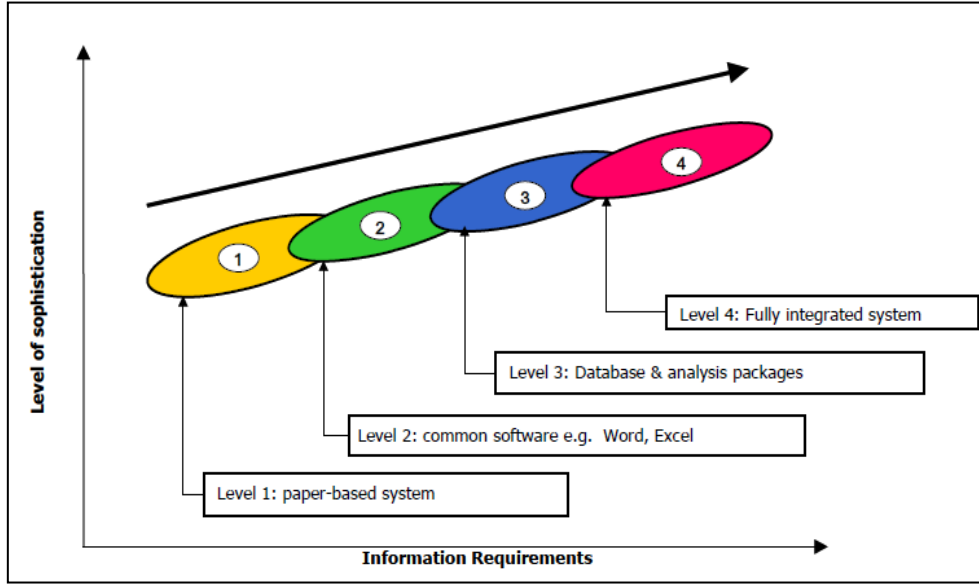 Level of sophistication
1
2
3
4
Level 4: Fully integrated system
Level 3: Database & analysis packages
Level 2: common software e.g.  Word, Excel
Level 1: paper-based system
Information Requirements